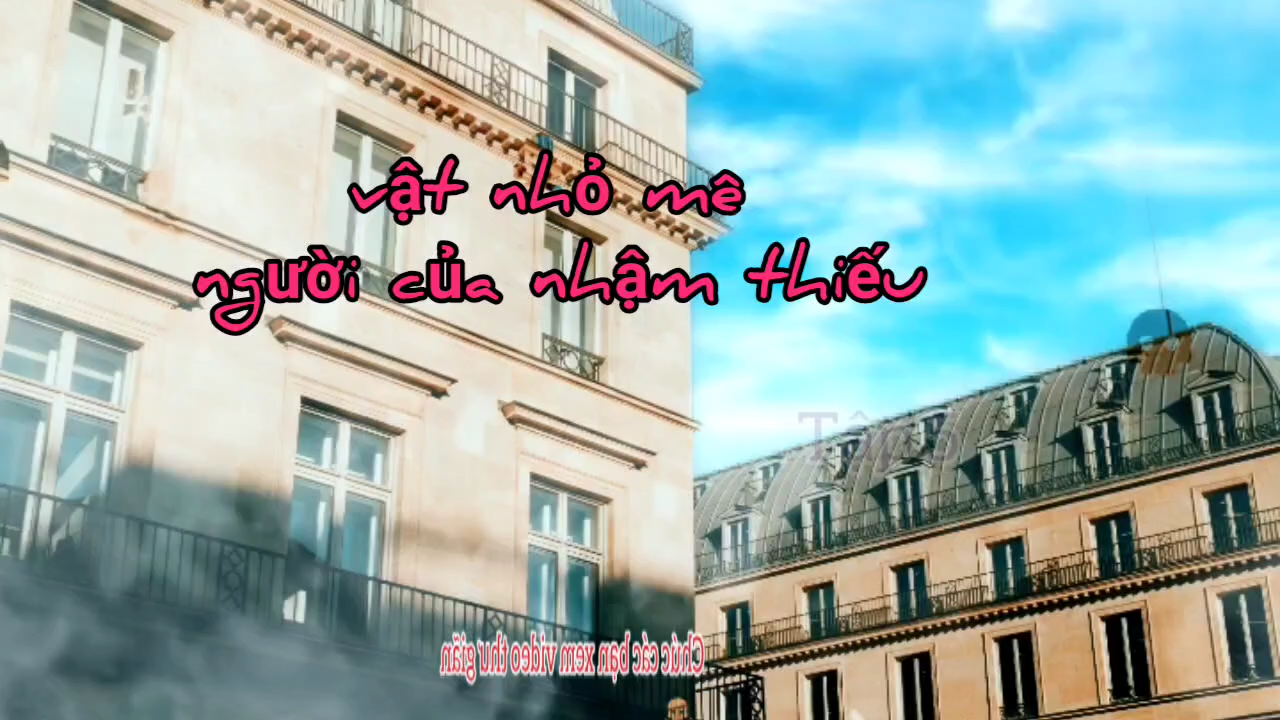 vật nhỏ mê
người của nhậm thiếu
Chúc các bạn xem video thư giãn